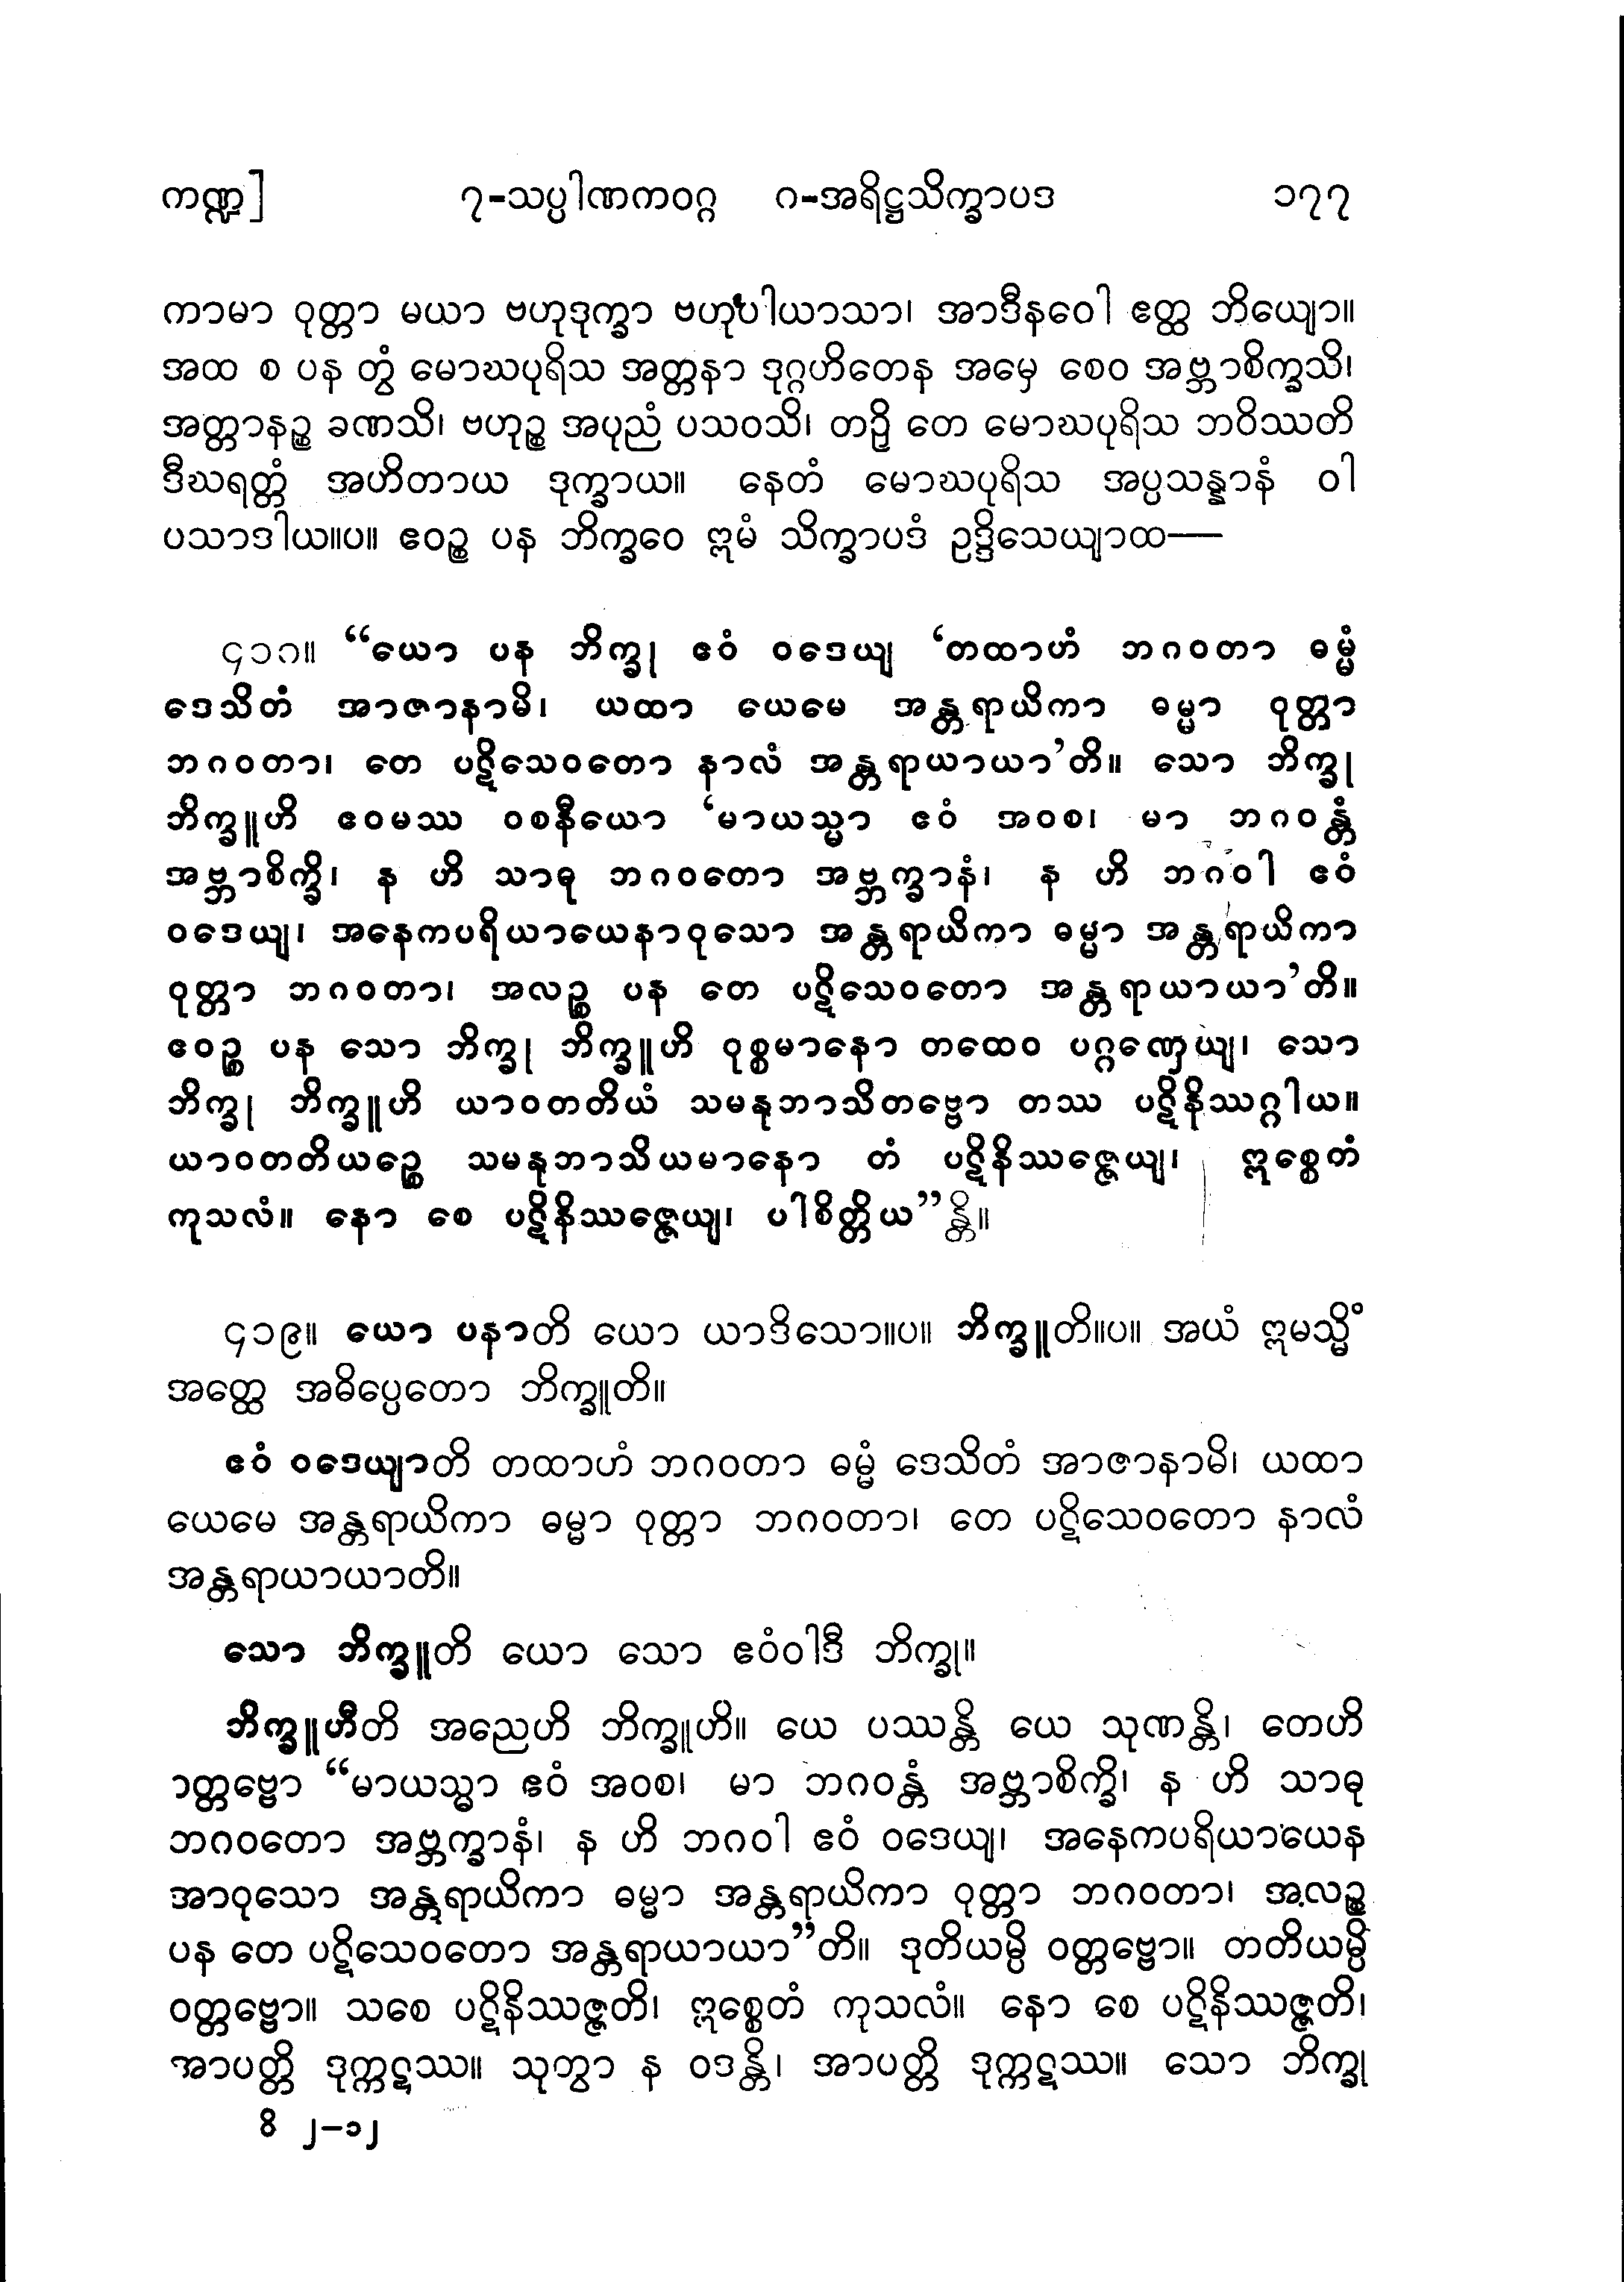 ကဏ္ဍ] ၇-သပ္ပါဏကဝဂ္ဂ ဂ-အရိဋ္ဌသိက္ခာပဒ ၁၇၇
ကာမာ ဝုတ္တာ မယာ ဗဟုဒုက္ခာ ဗဟုပါယာသာ၊ အာဒီနဝေါ ဧတ္ထ ဘိယျော။
အထ စ ပန တွံ မောဃပုရိသ အတ္တနာ ဒုဂ္ဂဟိတေန အမှေ စေဝ အဗ္ဘာစိက္ခသိ၊
အတ္တာနဉ္စ ခဏသိ၊ ဗဟုဉ္စ အပုညံ ပသဝသိ၊ တဉှိ တေ မောဃပုရိသ ဘဝိဿတိ
ဒီဃရတ္တံ အဟိတာယ ဒုက္ခာယ။ နေတံ မောဃပုရိသ အပ္ပသန္နာနံ ဝါ
ပသာဒါယ။ပ။ ဧဝဉ္စ ပန ဘိက္ခဝေ ဣမံ သိက္ခာပဒံ ဥဒ္ဒိသေယျာထ—
၄၁ဂ။ “ယော ပန ဘိက္ခု ဧဝံ ဝဒေယျ ‘တထာဟံ ဘဂဝတာ ဓမ္မံ
ဒေသိတံ အာဇာနာမိ၊ ယထာ ယေမေ အန္တရာယိကာ ဓမ္မာ ဝုတ္တာ
ဘဂဝတာ၊ တေ ပဋိသေဝတော နာလံ အန္တရာယာယာ’တိ။ သော ဘိက္ခု
ဘိက္ခူဟိ ဧဝမဿ ဝစနီယော ‘မာယသ္မာ ဧဝံ အဝစ၊ မာ ဘဂဝန္တံ
အဗ္ဘာစိက္ခိ၊ န ဟိ သာဓု ဘဂဝတော အဗ္ဘက္ခာနံ၊ န ဟိ ဘဂဝါ ဧဝံ
ဝဒေယျ၊ အနေကပရိယာယေနာဝုသော အန္တရာယိကာ ဓမ္မာ အန္တရာယိကာ
ဝုတ္တာ ဘဂဝတာ၊ အလဉ္စ ပန တေ ပဋိသေဝတော အန္တရာယာယာ’တိ။
ဧဝဉ္စ ပန သော ဘိက္ခု ဘိက္ခူဟိ ဝုစ္စမာနော တထေဝ ပဂ္ဂဏှေယျ၊ သော
ဘိက္ခု ဘိက္ခူဟိ ယာဝတတိယံ သမနုဘာသိတဗ္ဗော တဿ ပဋိနိဿဂ္ဂါယ။
ယာဝတတိယဉ္စေ သမနုဘာသိယမာနော တံ ပဋိနိဿဇ္ဇေယျ၊ ဣစ္စေတံ
ကုသလံ။ နော စေ ပဋိနိဿဇ္ဇေယျ၊ ပါစိတ္တိယ”န္တိ။
၄၁၉။ ယော ပနာတိ ယော ယာဒိသော။ပ။ ဘိက္ခူတိ။ပ။ အယံ ဣမသ္မိံ
အတ္ထေ အဓိပ္ပေတော ဘိက္ခူတိ။
ဧဝံ ဝဒေယျာတိ တထာဟံ ဘဂဝတာ ဓမ္မံ ဒေသိတံ အာဇာနာမိ၊ ယထာ
ယေမေ အန္တရာယိကာ ဓမ္မာ ဝုတ္တာ ဘဂဝတာ၊ တေ ပဋိသေဝတော နာလံ
အန္တရာယာယာတိ။
သော ဘိက္ခူတိ ယော သော ဧဝံဝါဒီ ဘိက္ခု။
ဘိက္ခူဟီတိ အညေဟိ ဘိက္ခူဟိ။ ယေ ပဿန္တိ ယေ သုဏန္တိ၊ တေဟိ
ာတ္တဗ္ဗော “မာယသ္မာ ဧဝံ အဝစ၊ မာ ဘဂဝန္တံ အဗ္ဘာစိက္ခိ၊ န ဟိ သာဓု
ဘဂဝတော အဗ္ဘက္ခာနံ၊ န ဟိ ဘဂဝါ ဧဝံ ဝဒေယျ၊ အနေကပရိယာယေန
အာဝုသော အန္တရာယိကာ ဓမ္မာ အန္တရာယိကာ ဝုတ္တာ ဘဂဝတာ၊ အလဉ္စ
ပန တေ ပဋိသေဝတော အန္တရာယာယာ”တိ။ ဒုတိယမ္ပိ ဝတ္တဗ္ဗော။ တတိယမ္ပိ
ဝတ္တဗ္ဗော။ သစေ ပဋိနိဿဇ္ဇတိ၊ ဣစ္စေတံ ကုသလံ။ နော စေ ပဋိနိဿဇ္ဇတိ၊
အာပတ္တိ ဒုက္ကဋဿ။ သုတွာ န ဝဒန္တိ၊ အာပတ္တိ ဒုက္ကဋဿ။ သော ဘိက္ခု
ဝိ ၂-၁၂